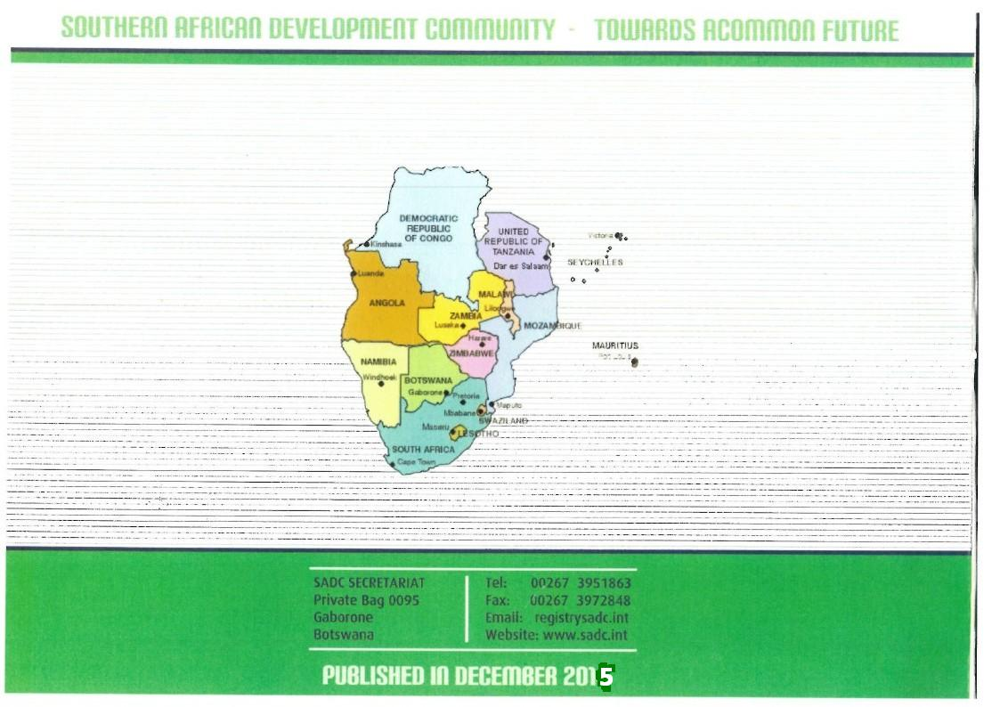 SOUTHERN AFRICAN DEVELOPMENT COMMUNITY - TOWARDS ACOMMON FUTURE
DEMOCRATIC
REPUBLIC
OF CONGO
Kinshasa
UNITED
REPUBLIC OF
TANZANIA
Dar es Salaam
Victoria
SEYCHELLES
Luanda
ANGOLA
MALAWI
Lilongwe
ZAMBIA
Lusaka
MOZAMBIQUE
Harare
ZIMBABWE
MAURITIUS
NAMIBIA
Windhoek
BOTSWANA
Gaborone
Pretoria
Maputo
Mbabane
SWAZILAND
Maseru
LESOTHO
SOUTH AFRICA
Cape Town
SADC SECRETARIAT
Private Bag 0095
Gaborone
Botswana
Tel: 00267 3951863
Fax: 00267 3972848
Email: registrysadc.int
Website: www.sadc.int
PUBLISHED IN DECEMBER 2015